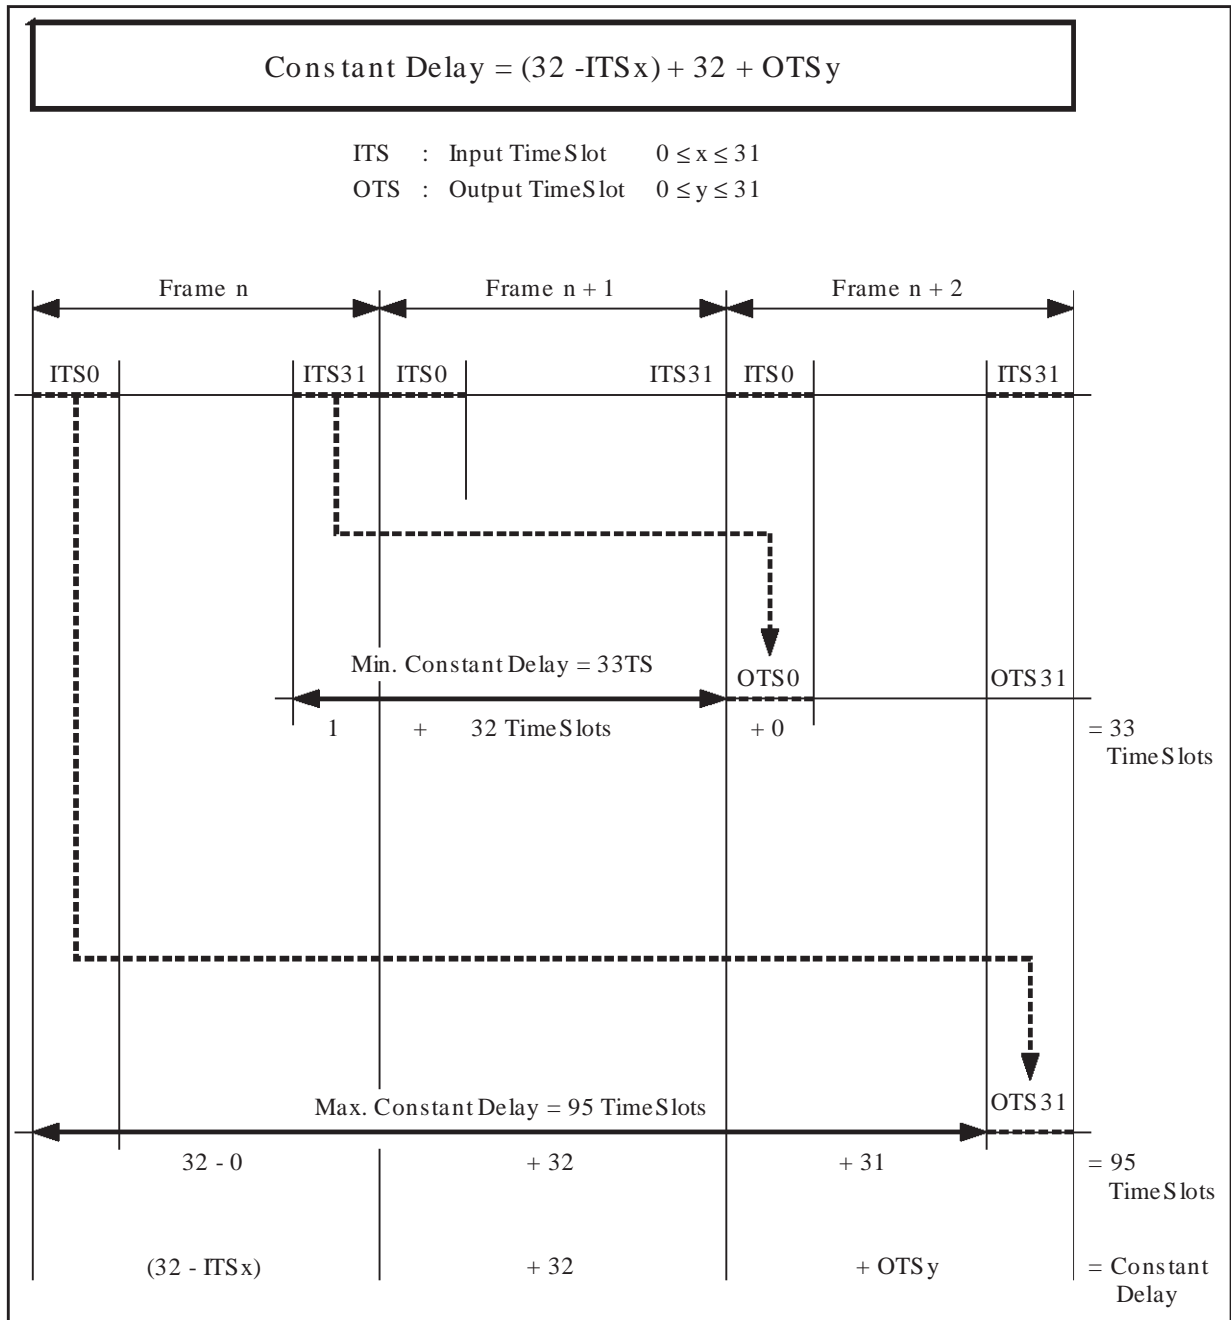 Constant Delay = (32 -ITSx) + 32 + OTSy
ITS : Input TimeSlot 0 ≤ x ≤ 31
OTS : Output TimeSlot 0 ≤ y ≤ 31
Frame n Frame n + 1 Frame n + 2
ITS0 ITS31 ITS0 ITS31 ITS0 ITS31
Min. Constant Delay = 33TS
OTS0 OTS31
1 + 32 TimeSlots + 0 = 33
TimeSlots
Max. Constant Delay = 95 TimeSlots
OTS31
32 - 0 + 32 + 31 = 95
TimeSlots
(32 - ITSx) + 32 + OTSy = Constant
Delay